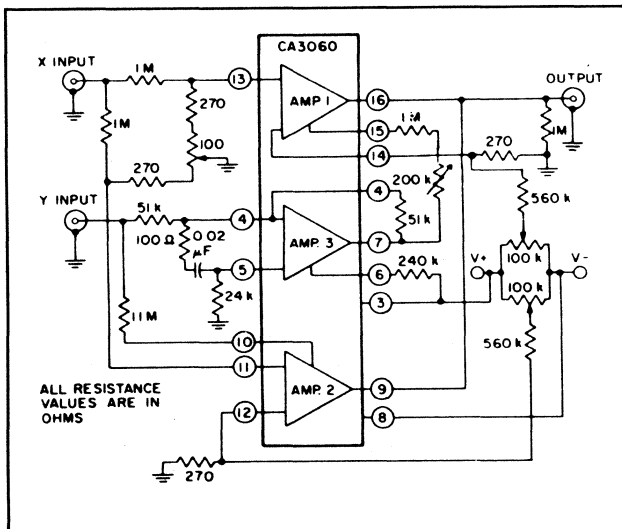 CA3060
X INPUT
1M
13
AMP. 1
16
OUTPUT
270
1M
100
270
15
1M
14
270
1M
200 k
560 k
Y INPUT
51k
4
4
51 k
100 Ω
0.02
μF
5
AMP. 3
7
V+
100 k
V-
24 k
6
240 k
3
100 k
11 M
10
11
560 k
AMP. 2
9
ALL RESISTANCE
VALUES ARE IN
OHMS
12
8
270